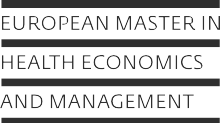 EUROPEAN MASTER IN
HEALTH ECONOMICS
AND MANAGEMENT